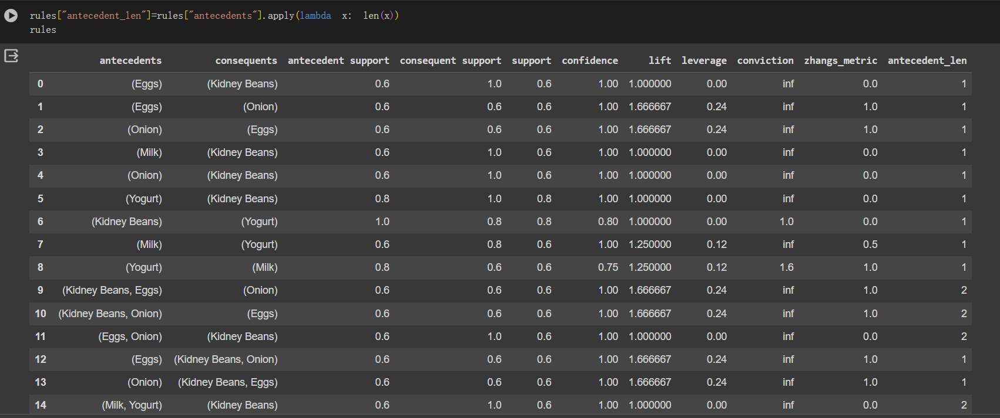 rules["antecedent_len"]=rules["antecedents"].apply(lambda x: len(x))
rules
antecedents consequents antecedent support consequent support support confidence lift leverage conviction zhangs_metric antecedent_len
0 (Eggs) (Kidney Beans) 0.6 1.0 0.6 1.00 1.000000 0.00 inf 0.0 1
1 (Eggs) (Onion) 0.6 0.6 0.6 1.00 1.666667 0.24 inf 1.0 1
2 (Onion) (Eggs) 0.6 0.6 0.6 1.00 1.666667 0.24 inf 1.0 1
3 (Milk) (Kidney Beans) 0.6 1.0 0.6 1.00 1.000000 0.00 inf 0.0 1
4 (Onion) (Kidney Beans) 0.6 1.0 0.6 1.00 1.000000 0.00 inf 0.0 1
5 (Yogurt) (Kidney Beans) 0.8 1.0 0.8 1.00 1.000000 0.00 inf 0.0 1
6 (Kidney Beans) (Yogurt) 1.0 0.8 0.8 0.80 1.000000 0.00 1.0 0.0 1
7 (Milk) (Yogurt) 0.6 0.8 0.6 1.00 1.250000 0.12 inf 0.5 1
8 (Yogurt) (Milk) 0.8 0.6 0.6 0.75 1.250000 0.12 1.6 1.0 1
9 (Kidney Beans, Eggs) (Onion) 0.6 0.6 0.6 1.00 1.666667 0.24 inf 1.0 2
10 (Kidney Beans, Onion) (Eggs) 0.6 0.6 0.6 1.00 1.666667 0.24 inf 1.0 2
11 (Eggs, Onion) (Kidney Beans) 0.6 1.0 0.6 1.00 1.000000 0.00 inf 0.0 2
12 (Eggs) (Kidney Beans, Onion) 0.6 0.6 0.6 1.00 1.666667 0.24 inf 1.0 1
13 (Onion) (Kidney Beans, Eggs) 0.6 0.6 0.6 1.00 1.666667 0.24 inf 1.0 1
14 (Milk, Yogurt) (Kidney Beans) 0.6 1.0 0.6 1.00 1.000000 0.00 inf 0.0 2